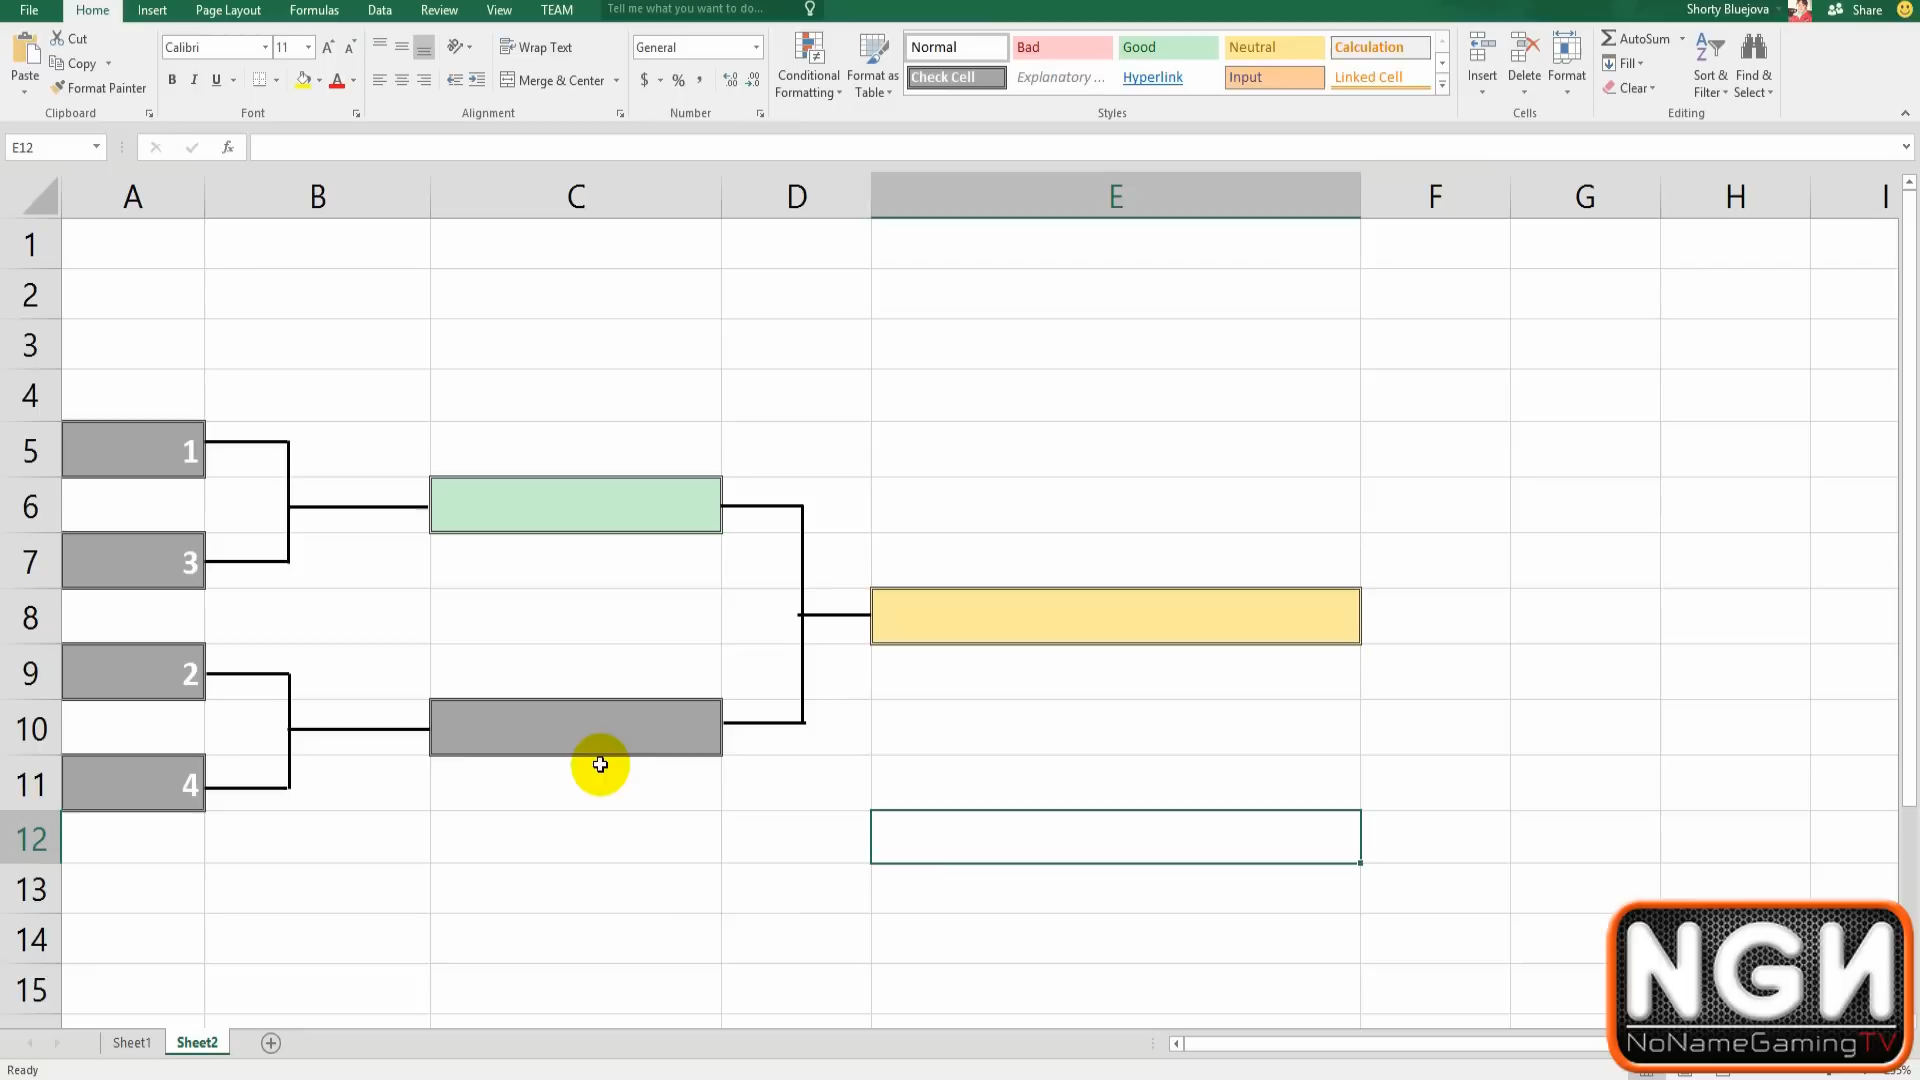 File Home Insert Page Layout Formulas Data Review View TEAM Tell me what you want to do... Shorty Bluejova Share
Paste Cut Copy Format Painter Clipboard
Calibri 11 B I U A Font
Wrap Text Merge & Center Alignment
General $ % , Number
Conditional Formatting Format as Table
Normal Bad Good Neutral Calculation
Check Cell Explanatory ... Hyperlink Input Linked Cell
Styles
Insert Delete Format Cells
AutoSum Fill Clear Sort & Filter Find & Select Editing
E12 fx
A B C D E F G H I
1
2
3
4
5 1
6
7 3
8
9 2
10
11 4
12
13
14
15
NGN
NoNameGamingTV
Sheet1 Sheet2
Ready